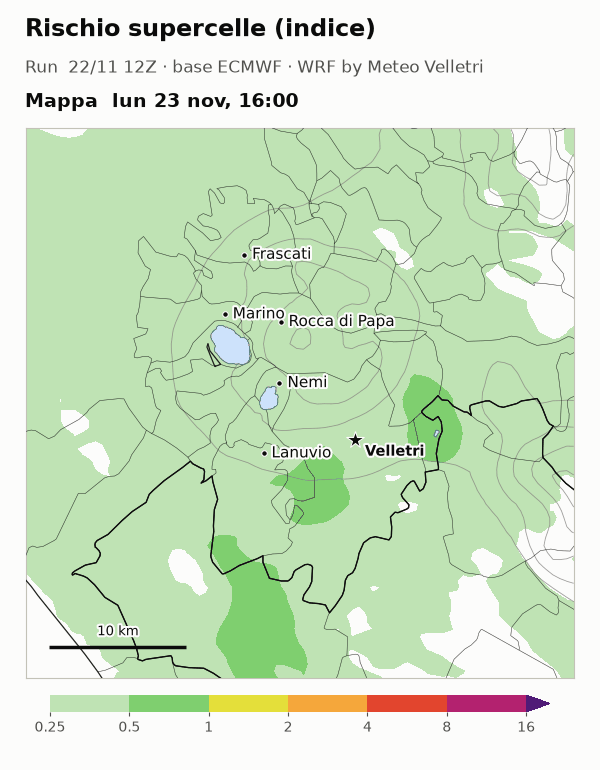 Rischio supercelle (indice)
Run  22/11 12Z · base ECMWF · WRF by Meteo Velletri
Mappa  lun 23 nov, 16:00
Frascati
Marino
Rocca di Papa
Nemi
Velletri
Lanuvio
10 km
0.25 0.5 1 2 4 8 16